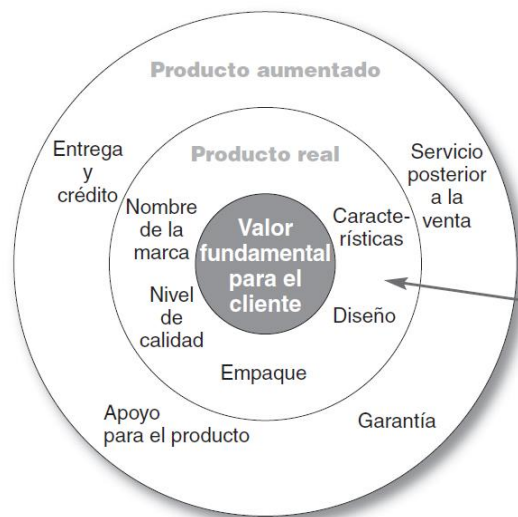 Producto aumentado
Entrega
y
crédito
Producto real
Servicio
posterior
a la
venta
Nombre
de la
marca
Valor
fundamental
para el
cliente
Caracte-
rísticas
Nivel
de
calidad
Diseño
Empaque
Apoyo
para el producto
Garantía